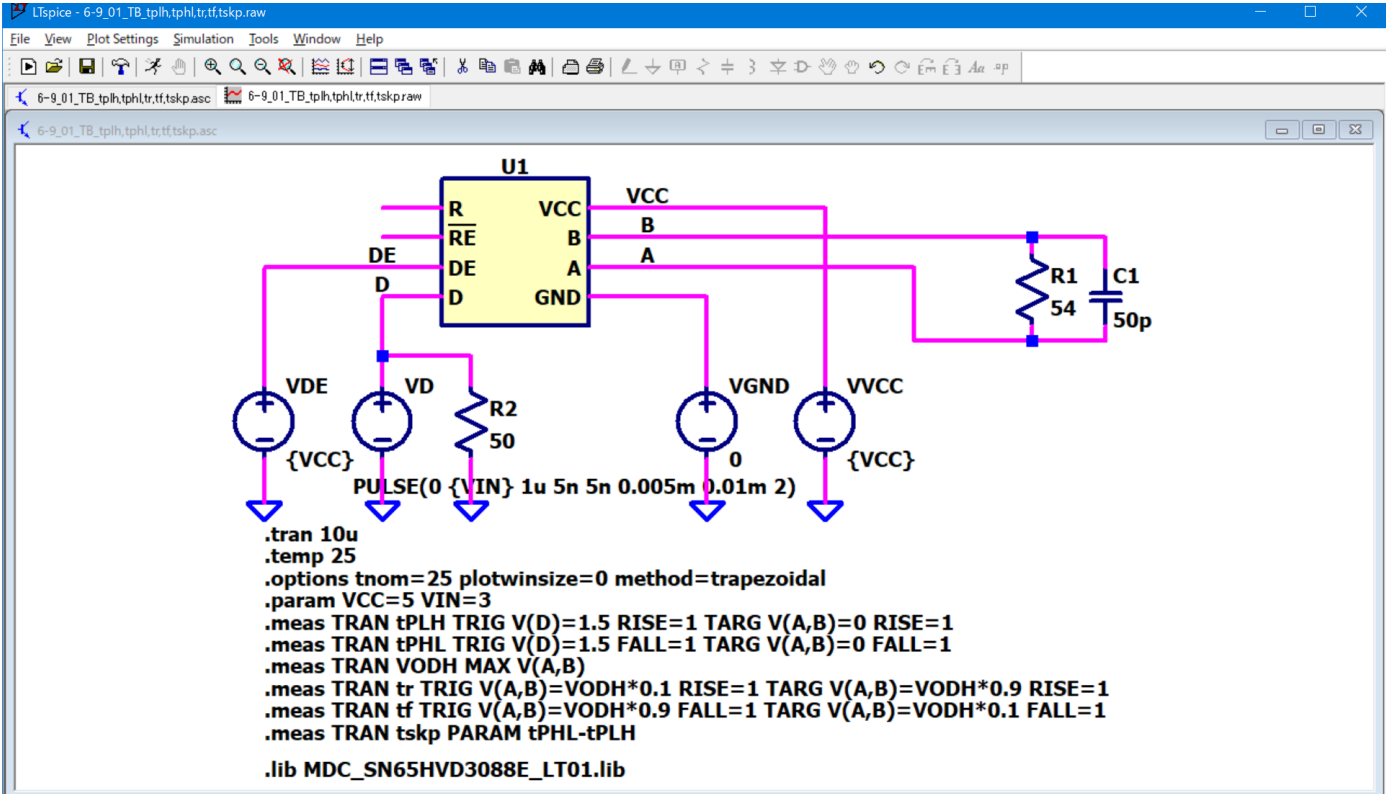 LTspice - 6-9_01_TB_tplh,tphl,tr,tf,tskp.raw
File View Plot Settings Simulation Tools Window Help
6-9_01_TB_tplh,tphl,tr,tf,tskp.asc 6-9_01_TB_tplh,tphl,tr,tf,tskp.raw
6-9_01_TB_tplh,tphl,tr,tf,tskp.asc
U1
R VCC VCC
RE B B
DE DE A A
D D GND
R1 C1
54 50p
VDE VD R2 VGND VVCC
50
{VCC} 0 {VCC}
PULSE(0 {VIN} 1u 5n 5n 0.005m 0.01m 2)
.tran 10u
.temp 25
.options tnom=25 plotwinsize=0 method=trapezoidal
.param VCC=5 VIN=3
.meas TRAN tPLH TRIG V(D)=1.5 RISE=1 TARG V(A,B)=0 RISE=1
.meas TRAN tPHL TRIG V(D)=1.5 FALL=1 TARG V(A,B)=0 FALL=1
.meas TRAN VODH MAX V(A,B)
.meas TRAN tr TRIG V(A,B)=VODH*0.1 RISE=1 TARG V(A,B)=VODH*0.9 RISE=1
.meas TRAN tf TRIG V(A,B)=VODH*0.9 FALL=1 TARG V(A,B)=VODH*0.1 FALL=1
.meas TRAN tskp PARAM tPHL-tPLH
.lib MDC_SN65HVD3088E_LT01.lib